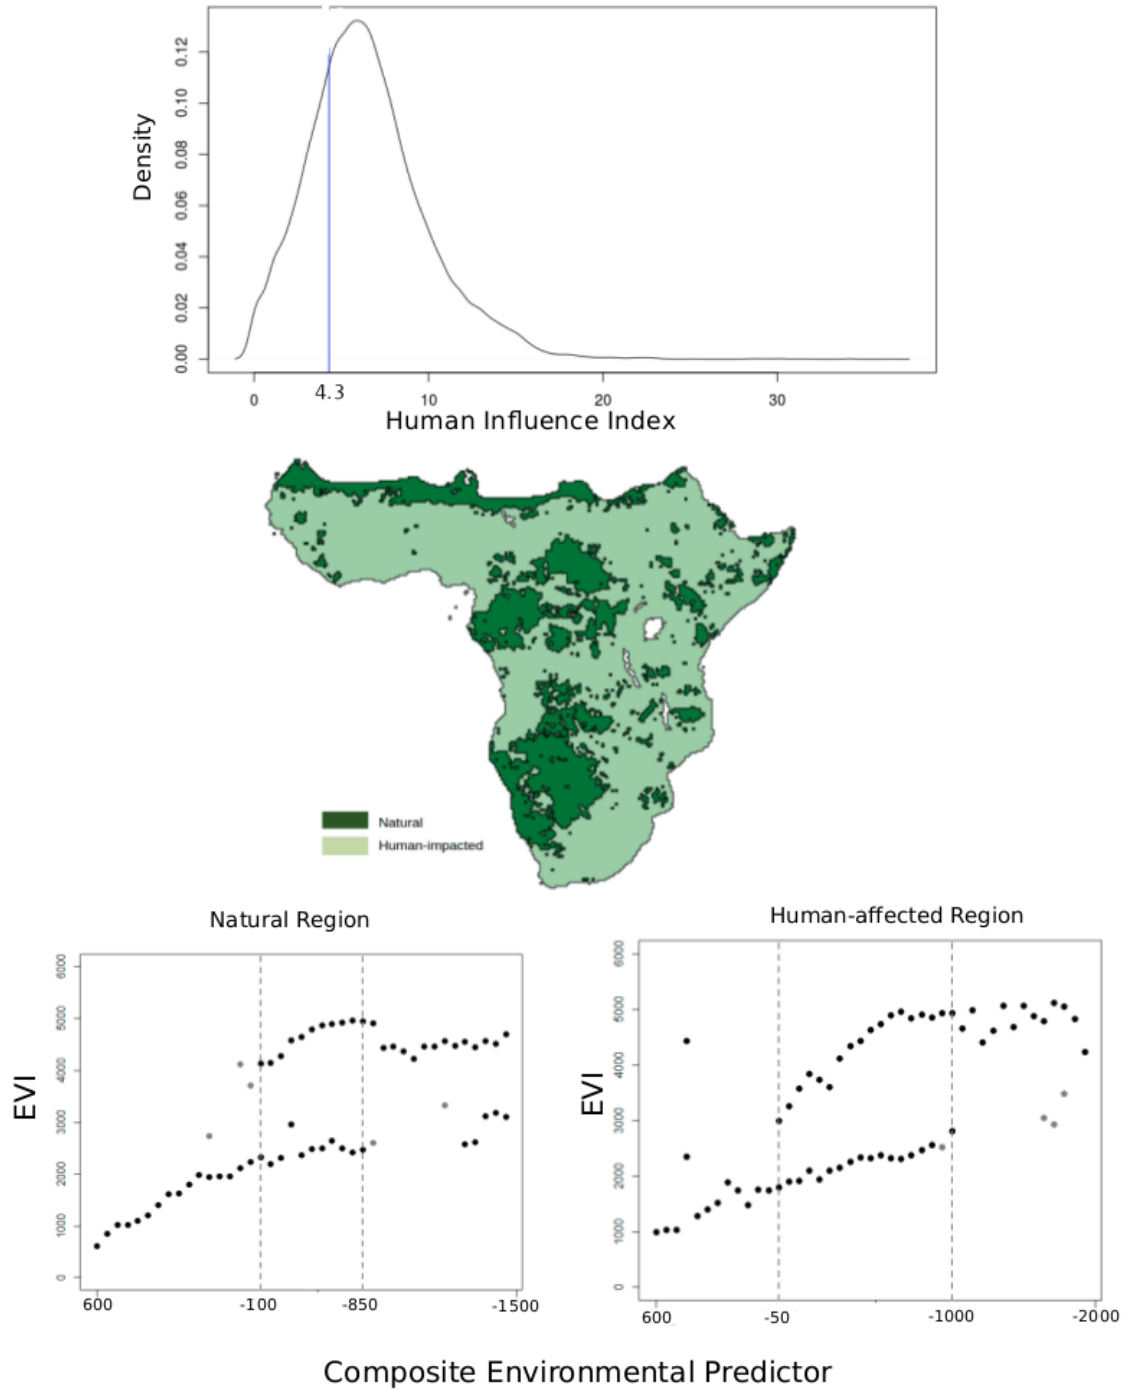 0.12
0.10
0.08
0.06
0.04
0.02
0.00
Density
0 4.3 10 20 30
Human Influence Index
Natural
Human-impacted
Natural Region
Human-affected Region
6000
5000
4000
3000
2000
1000
0
EVI
600 -100 -850 -1500
6000
5000
4000
3000
2000
1000
0
EVI
600 -50 -1000 -2000
Composite Environmental Predictor